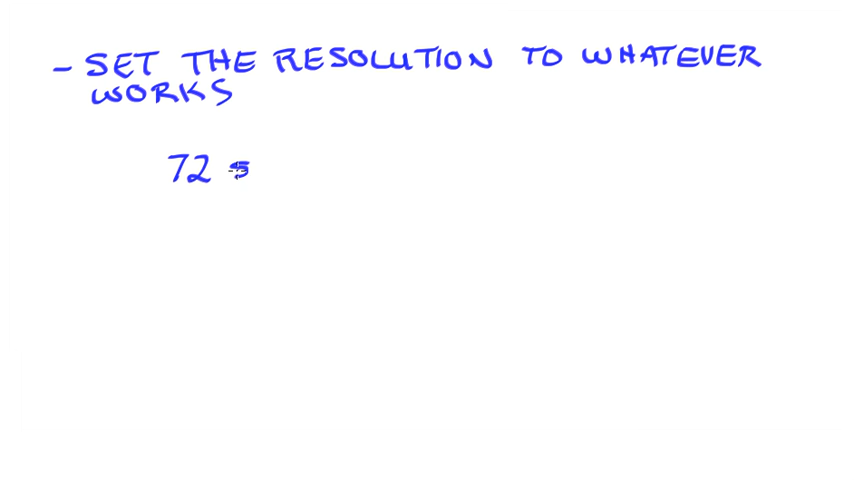 - SET THE RESOLUTION TO WHATEVER
WORKS
72